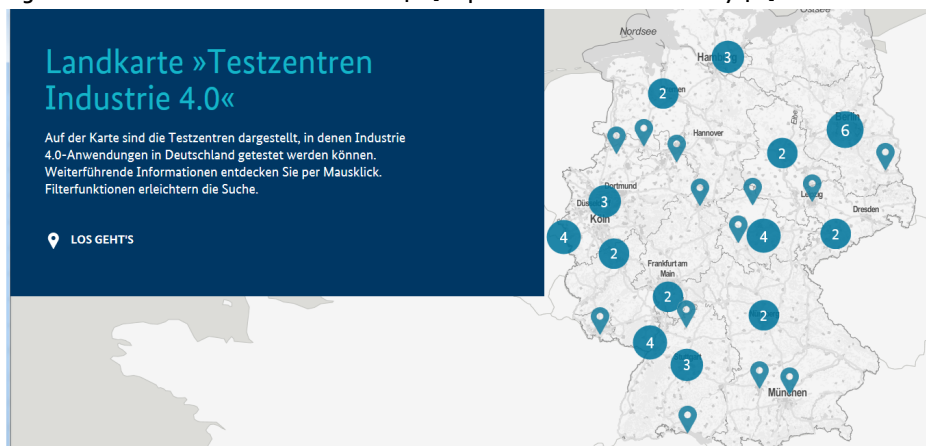 Landkarte »Testzentren
Industrie 4.0«
Auf der Karte sind die Testzentren dargestellt, in denen Industrie
4.0-Anwendungen in Deutschland getestet werden können.
Weiterführende Informationen entdecken Sie per Mausklick.
Filterfunktionen erleichtern die Suche.
LOS GEHT'S
Nordsee
Ostsee
3
2
Hannover
Elbe
Berlin
6
2
Dortmund
3
Köln
Leipzig
Dresden
4
2
4
2
Frankfurt am
Main
2
2
4
3
München